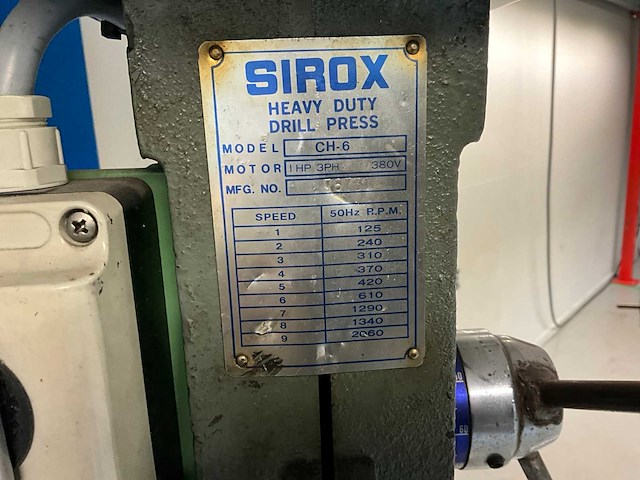 SIROX
HEAVY DUTY
DRILL PRESS
MODEL CH-6
MOTOR 1HP 3PH 380V
MFG. NO.
SPEED 50Hz R.P.M.
1 125
2 240
3 310
4 370
5 420
6 610
7 1290
8 1340
9 2060